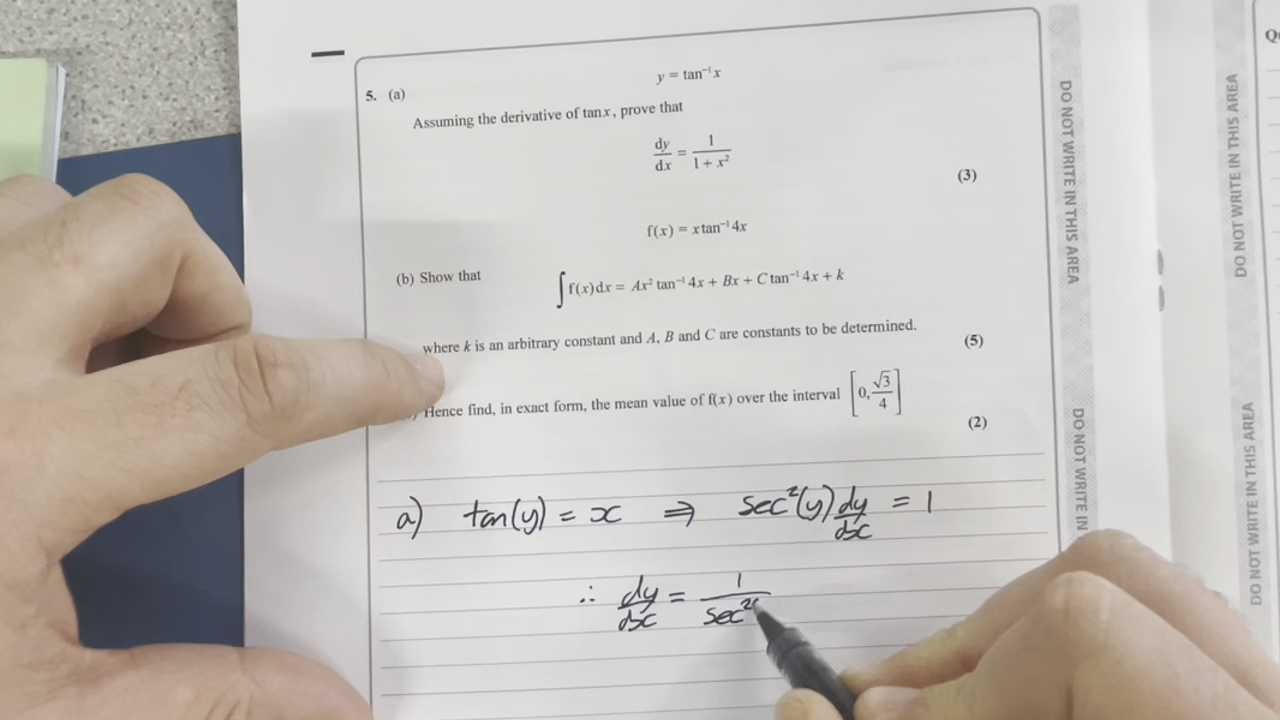 y = tan⁻¹x
5. (a)
Assuming the derivative of tan x, prove that
dy/dx = 1/(1 + x²)
(3)
f(x) = x tan⁻¹ 4x
(b) Show that
∫ f(x) dx = Ax² tan⁻¹ 4x + Bx + C tan⁻¹ 4x + k
where k is an arbitrary constant and A, B and C are constants to be determined.
(5)
Hence find, in exact form, the mean value of f(x) over the interval [0, √3/4]
(2)
a) tan(y) = x ⇒ sec²(y) dy/dx = 1
∴ dy/dx = 1/sec²
DO NOT WRITE IN THIS AREA
DO NOT WRITE IN
DO NOT WRITE IN THIS AREA
DO NOT WRITE IN THIS AREA